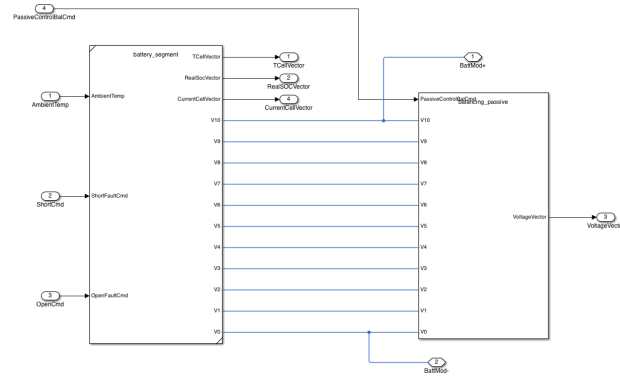 4
PassiveControlBalCmd
battery_segment
TCellVector
1
TCellVector
RealSocVector
2
RealSOCVector
CurrentCellVector
4
CurrentCellVector
1
AmbientTemp
AmbientTemp
1
BattMod+
PassiveControlBalCmd
balancing_passive
V10
V10
V9
V9
V8
V8
V7
V7
2
ShortCmd
ShortFaultCmd
V6
V6
V5
V5
VoltageVector
3
VoltageVect
V4
V4
V3
V3
3
OpenCmd
OpenFaultCmd
V2
V2
V1
V1
V0
V0
2
BattMod-